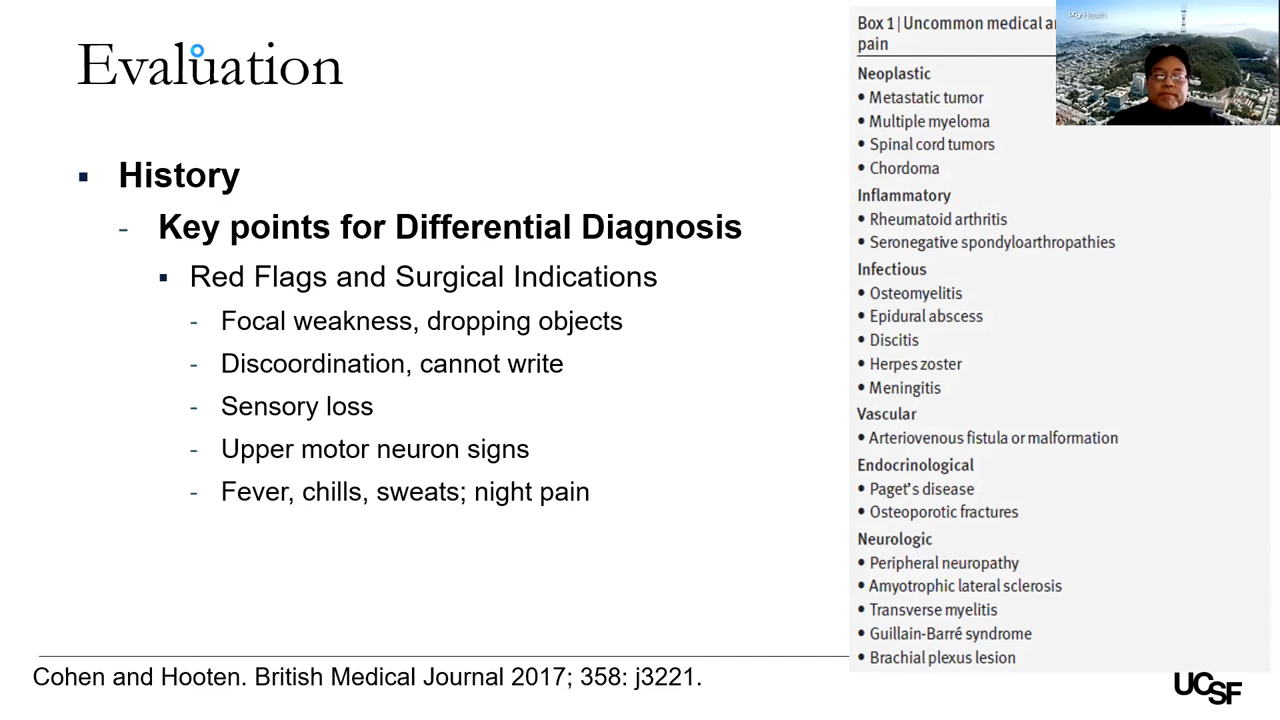 Evaluation
History
Key points for Differential Diagnosis
Red Flags and Surgical Indications
- Focal weakness, dropping objects
- Discoordination, cannot write
- Sensory loss
- Upper motor neuron signs
- Fever, chills, sweats; night pain
Cohen and Hooten. British Medical Journal 2017; 358: j3221.
Box 1 | Uncommon medical
pain
Neoplastic
• Metastatic tumor
• Multiple myeloma
• Spinal cord tumors
• Chordoma
Inflammatory
• Rheumatoid arthritis
• Seronegative spondyloarthropathies
Infectious
• Osteomyelitis
• Epidural abscess
• Discitis
• Herpes zoster
• Meningitis
Vascular
• Arteriovenous fistula or malformation
Endocrinological
• Paget's disease
• Osteoporotic fractures
Neurologic
• Peripheral neuropathy
• Amyotrophic lateral sclerosis
• Transverse myelitis
• Guillain-Barré syndrome
• Brachial plexus lesion
UCSF Health
UCSF